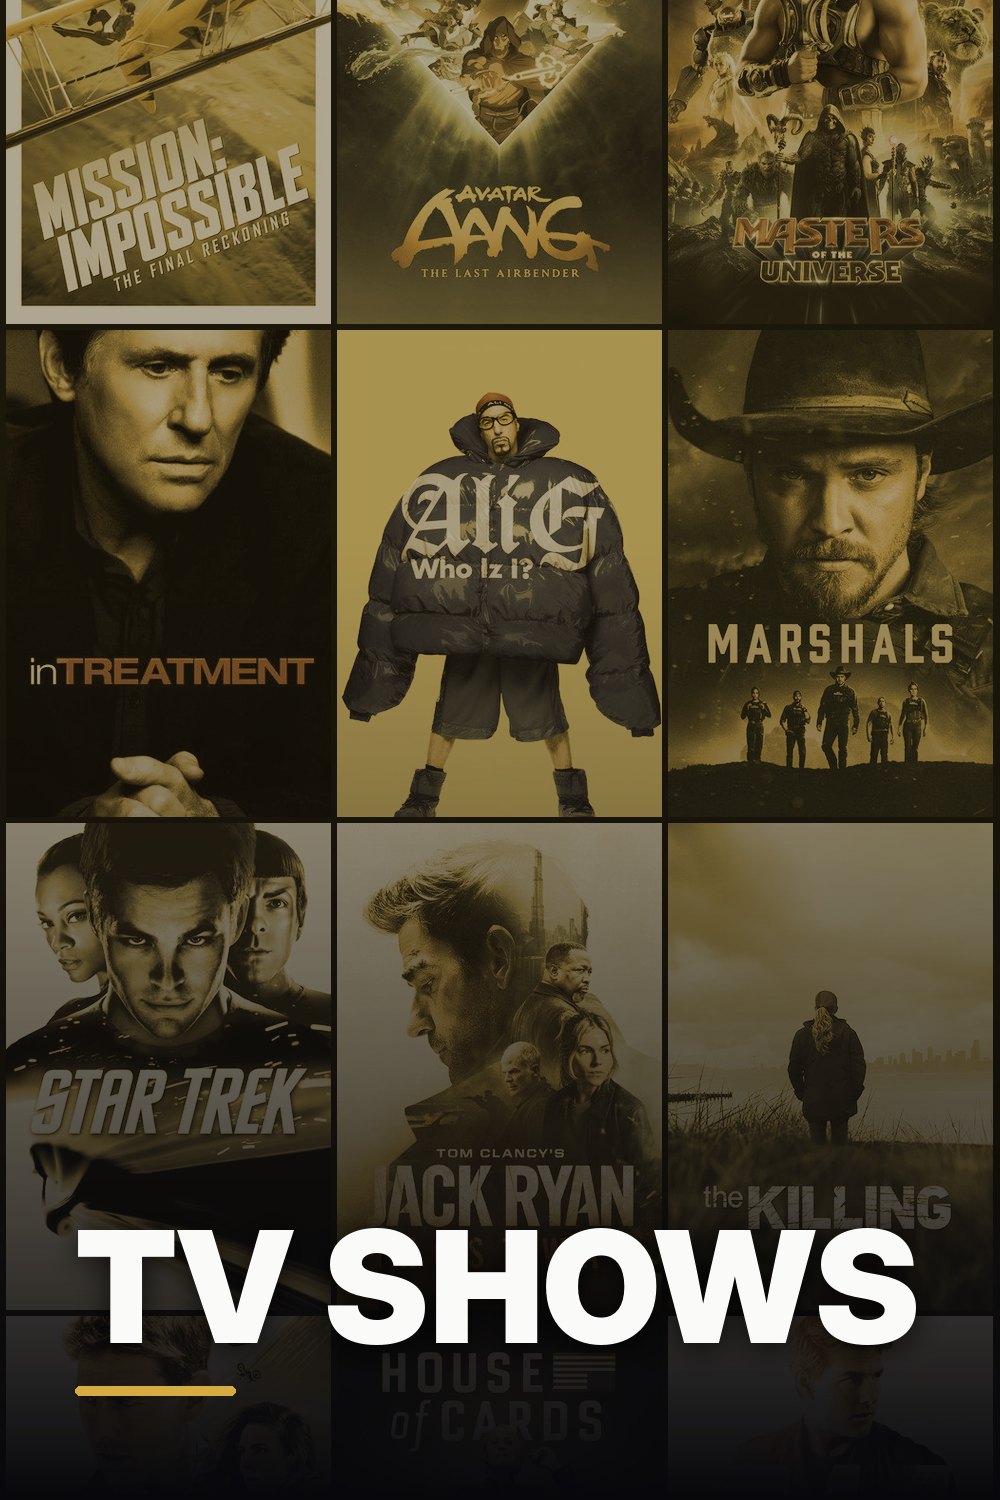 MISSION:
IMPOSSIBLE
THE FINAL RECKONING
AVATAR
AANG
THE LAST AIRBENDER
MASTERS
OF THE
UNIVERSE
inTREATMENT
Ali G
Who Iz I?
MARSHALS
STAR TREK
TOM CLANCY'S
JACK RYAN
the KILLING
TV SHOWS
HOUSE
of CARDS